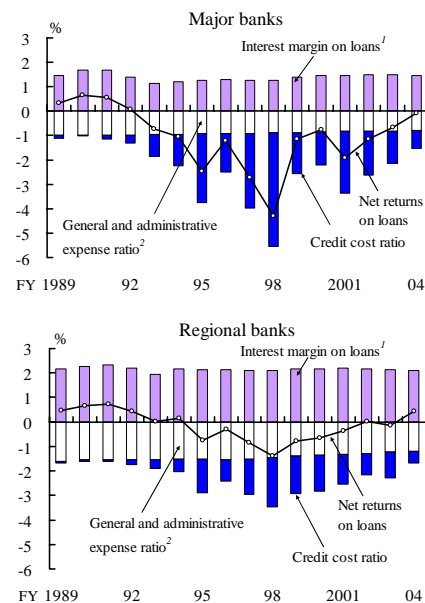 Major banks
%
3
Interest margin on loans1
2
1
0
-1
-2
-3
-4
-5
-6
Net returns
on loans
General and administrative
expense ratio2
Credit cost ratio
FY 1989 92 95 98 2001 04
Regional banks
%
3
Interest margin on loans1
2
1
0
-1
-2
-3
-4
-5
-6
Net returns
on loans
General and administrative
expense ratio2
Credit cost ratio
FY 1989 92 95 98 2001 04